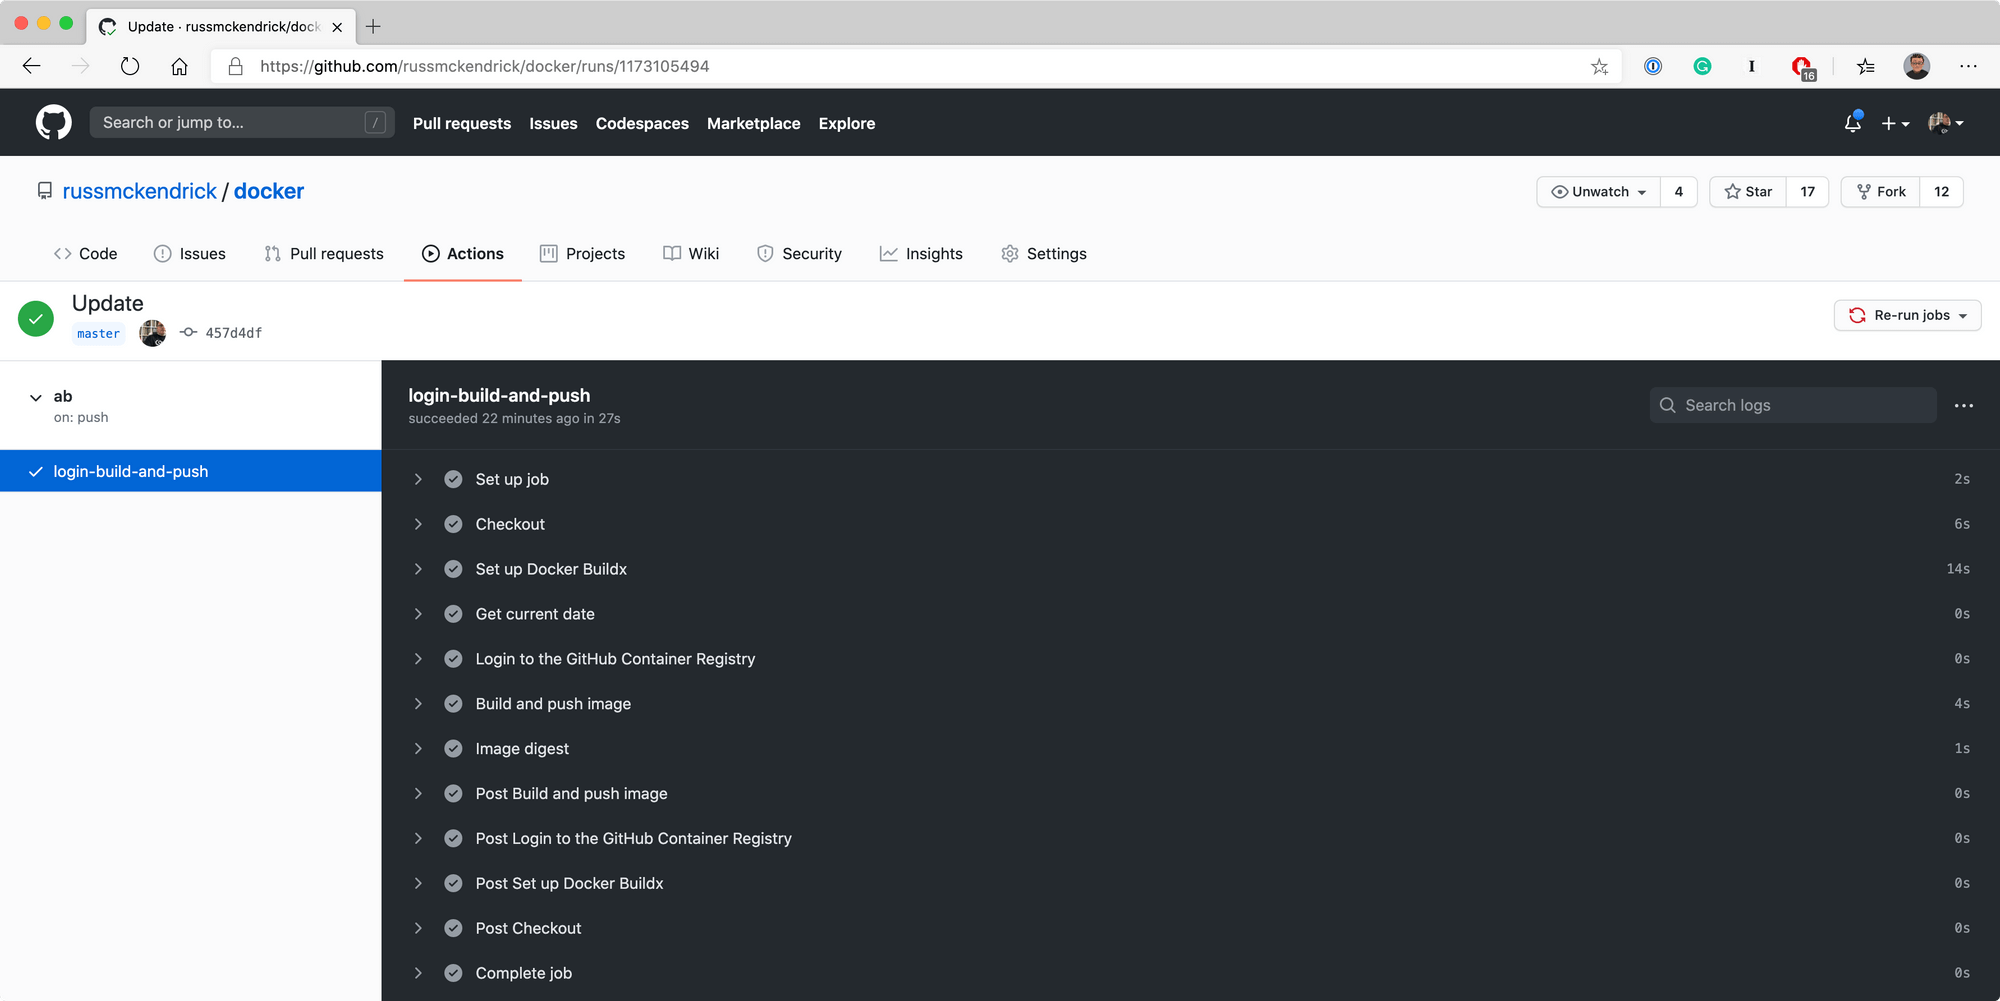 Update · russmckendrick/dock
https://github.com/russmckendrick/docker/runs/1173105494
16
Search or jump to... /
Pull requests Issues Codespaces Marketplace Explore
russmckendrick / docker
Unwatch 4 Star 17 Fork 12
Code Issues Pull requests Actions Projects Wiki Security Insights Settings
Update
master 457d4df
Re-run jobs
ab
on: push
login-build-and-push
login-build-and-push
succeeded 22 minutes ago in 27s
Search logs
Set up job 2s
Checkout 6s
Set up Docker Buildx 14s
Get current date 0s
Login to the GitHub Container Registry 0s
Build and push image 4s
Image digest 1s
Post Build and push image 0s
Post Login to the GitHub Container Registry 0s
Post Set up Docker Buildx 0s
Post Checkout 0s
Complete job 0s